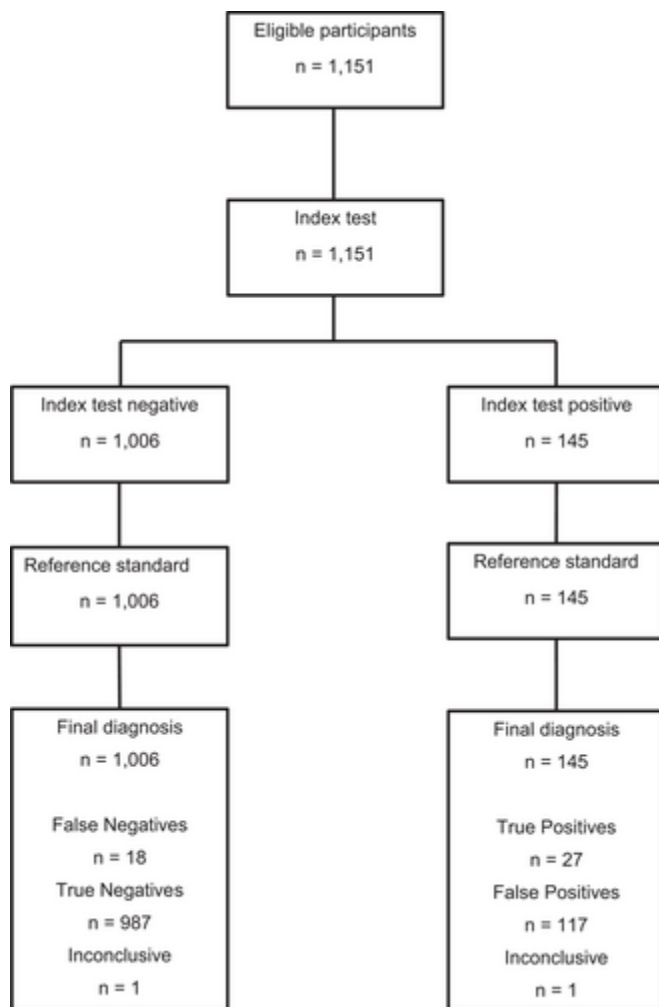 Eligible participants
n = 1,151
Index test
n = 1,151
Index test negative
n = 1,006
Index test positive
n = 145
Reference standard
n = 1,006
Reference standard
n = 145
Final diagnosis
n = 1,006
False Negatives
n = 18
True Negatives
n = 987
Inconclusive
n = 1
Final diagnosis
n = 145
True Positives
n = 27
False Positives
n = 117
Inconclusive
n = 1